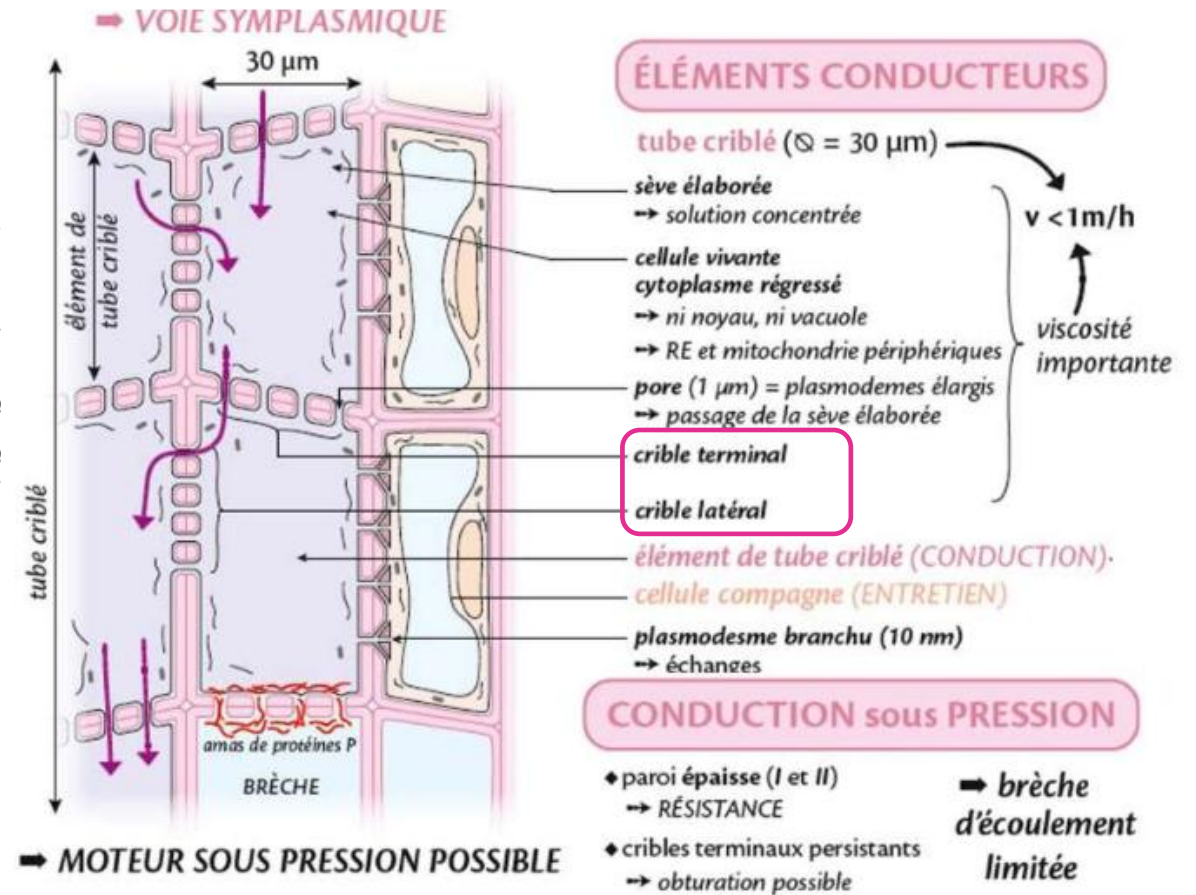 ➡ VOIE SYMPLASMIQUE
30 µm
élément de
tube criblé
tube criblé
amas de protéines P
BRÈCHE
➡ MOTEUR SOUS PRESSION POSSIBLE
ÉLÉMENTS CONDUCTEURS
tube criblé (⦰ = 30 µm)
v <1m/h
viscosité
importante
sève élaborée
➙ solution concentrée
cellule vivante
cytoplasme régressé
➙ ni noyau, ni vacuole
➙ RE et mitochondrie périphériques
pore (1 µm) = plasmodemes élargis
➙ passage de la sève élaborée
crible terminal
crible latéral
élément de tube criblé (CONDUCTION)
cellule compagne (ENTRETIEN)
plasmodesme branchu (10 nm)
➙ échanges
CONDUCTION sous PRESSION
◆ paroi épaisse (I et II)
➙ RÉSISTANCE
◆ cribles terminaux persistants
➙ obturation possible
➡ brèche
d'écoulement
limitée